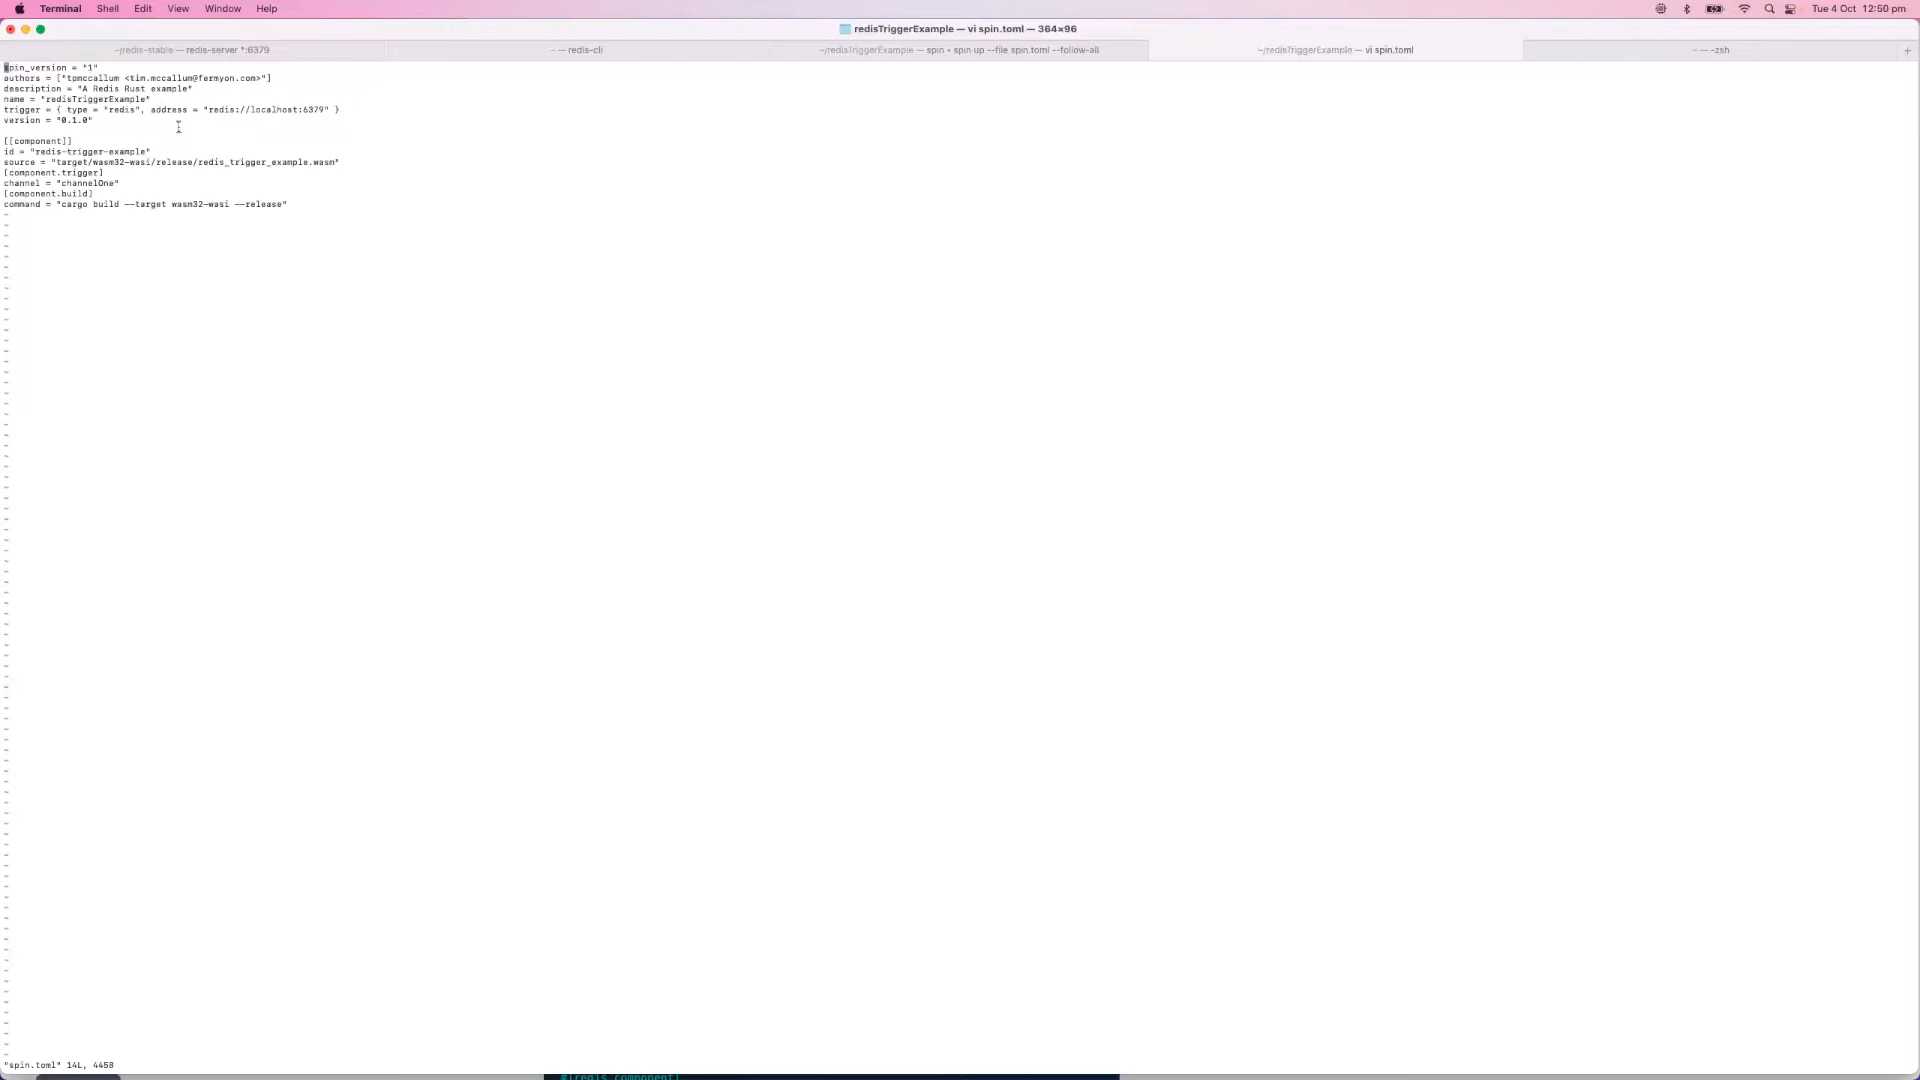 Terminal Shell Edit View Window Help Tue 4 Oct 12:50 pm
redisTriggerExample — vi spin.toml — 364×96
~/redis-stable — redis-server *:6379
~ — redis-cli
~/redisTriggerExample — spin • spin up --file spin.toml --follow-all
~/redisTriggerExample — vi spin.toml
~ — -zsh
+
spin_version = "1"
authors = ["tpmccallum <tim.mccallum@fermyon.com>"]
description = "A Redis Rust example"
name = "redisTriggerExample"
trigger = { type = "redis", address = "redis://localhost:6379" }
version = "0.1.0"
[[component]]
id = "redis-trigger-example"
source = "target/wasm32-wasi/release/redis_trigger_example.wasm"
[component.trigger]
channel = "channelOne"
[component.build]
command = "cargo build --target wasm32-wasi --release"
"spin.toml" 14L, 445B
#[redis_component]